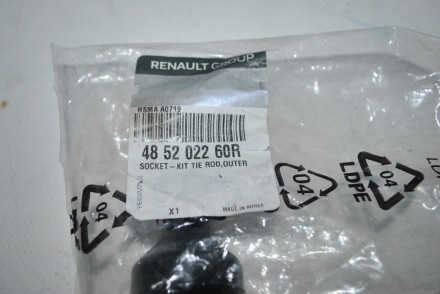 RENAULT GROUP
RSMA A0719
48 52 022 60R
SOCKET-KIT TIE ROD,OUTER
X1
MADE IN KOREA
04
04
LDPE
04
LDPE